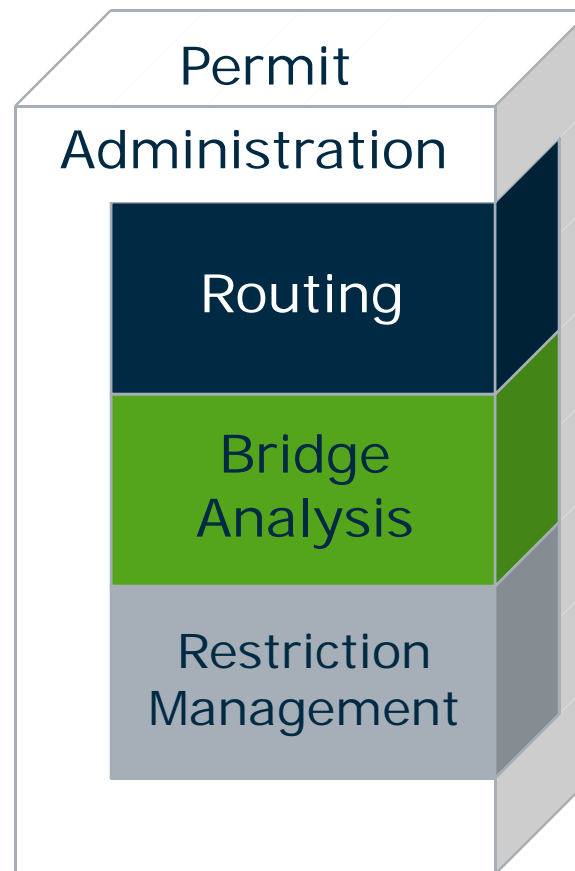 Permit
Administration
Routing
Bridge
Analysis
Restriction
Management